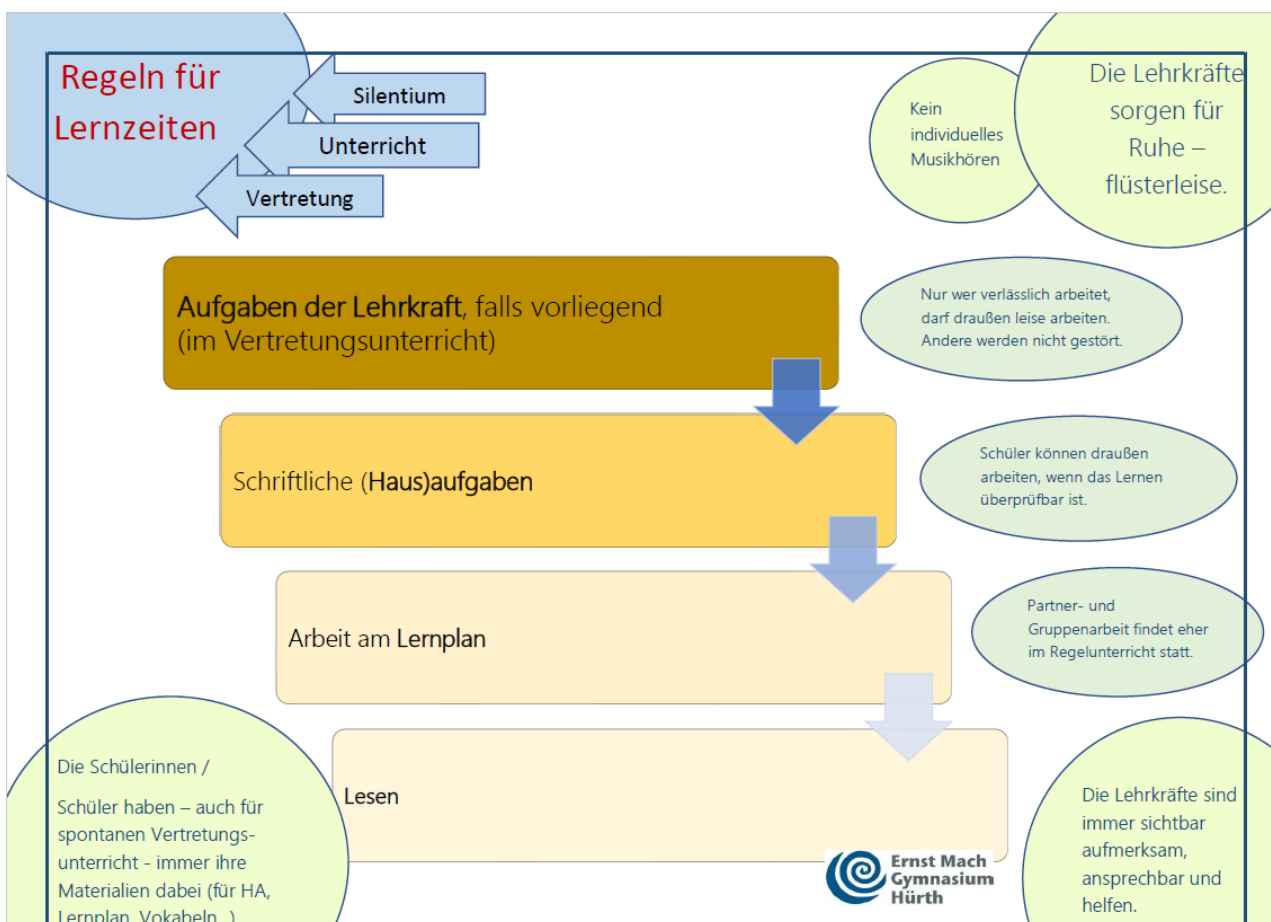 Regeln für
Lernzeiten
Silentium
Unterricht
Vertretung
Kein
individuelles
Musikhören
Die Lehrkräfte
sorgen für
Ruhe –
flüsterleise.
Aufgaben der Lehrkraft, falls vorliegend
(im Vertretungsunterricht)
Nur wer verlässlich arbeitet,
darf draußen leise arbeiten.
Andere werden nicht gestört.
Schriftliche (Haus)aufgaben
Schüler können draußen
arbeiten, wenn das Lernen
überprüfbar ist.
Arbeit am Lernplan
Partner- und
Gruppenarbeit findet eher
im Regelunterricht statt.
Lesen
Die Schülerinnen /
Schüler haben – auch für
spontanen Vertretungs-
unterricht - immer ihre
Materialien dabei (für HA,
Lernplan, Vokabeln...)
Ernst Mach
Gymnasium
Hürth
Die Lehrkräfte sind
immer sichtbar
aufmerksam,
ansprechbar und
helfen.